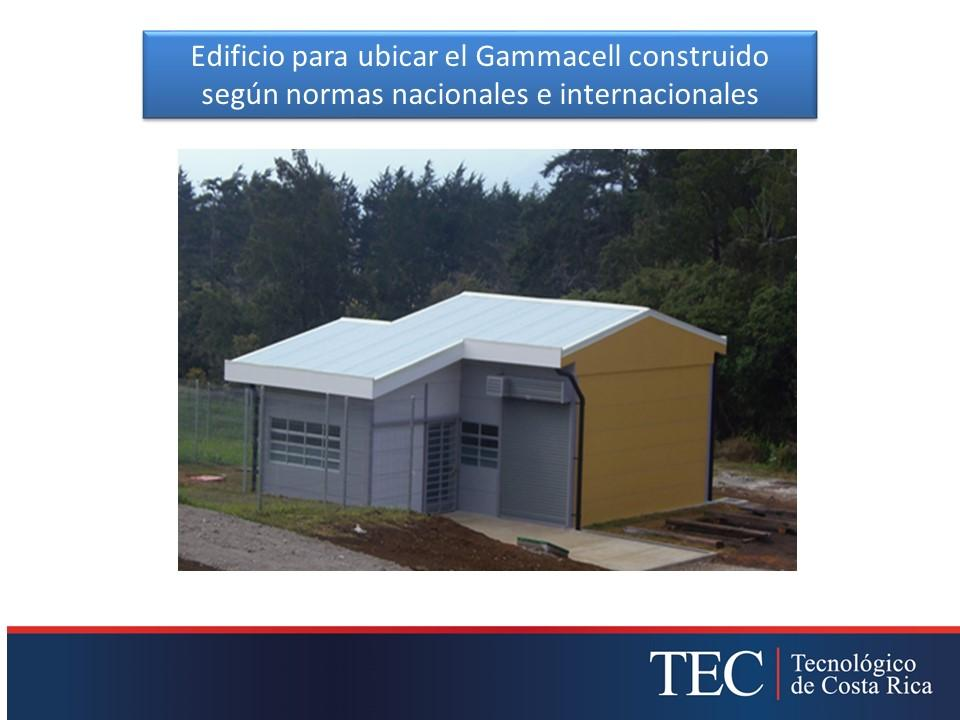 Edificio para ubicar el Gammacell construido
según normas nacionales e internacionales
TEC
Tecnológico
de Costa Rica